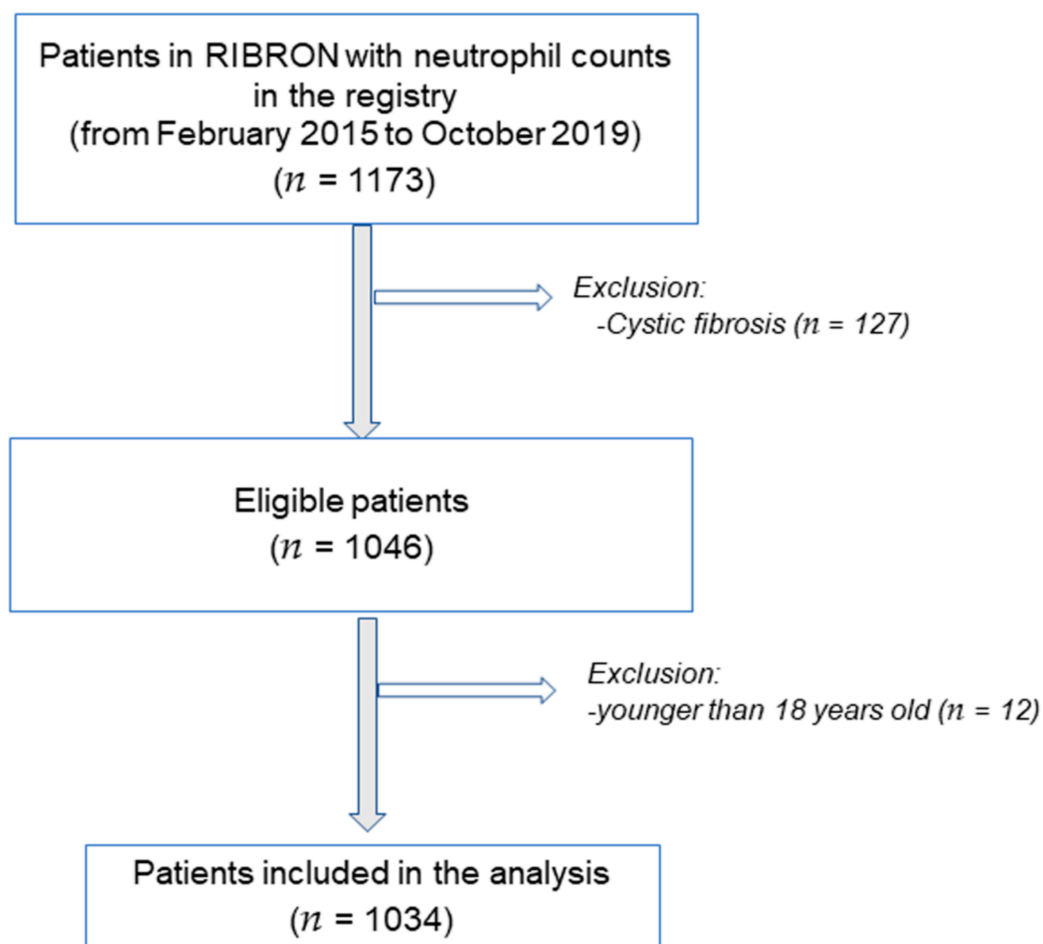 Patients in RIBRON with neutrophil counts
in the registry
(from February 2015 to October 2019)
(n = 1173)
Exclusion:
-Cystic fibrosis (n = 127)
Eligible patients
(n = 1046)
Exclusion:
-younger than 18 years old (n = 12)
Patients included in the analysis
(n = 1034)